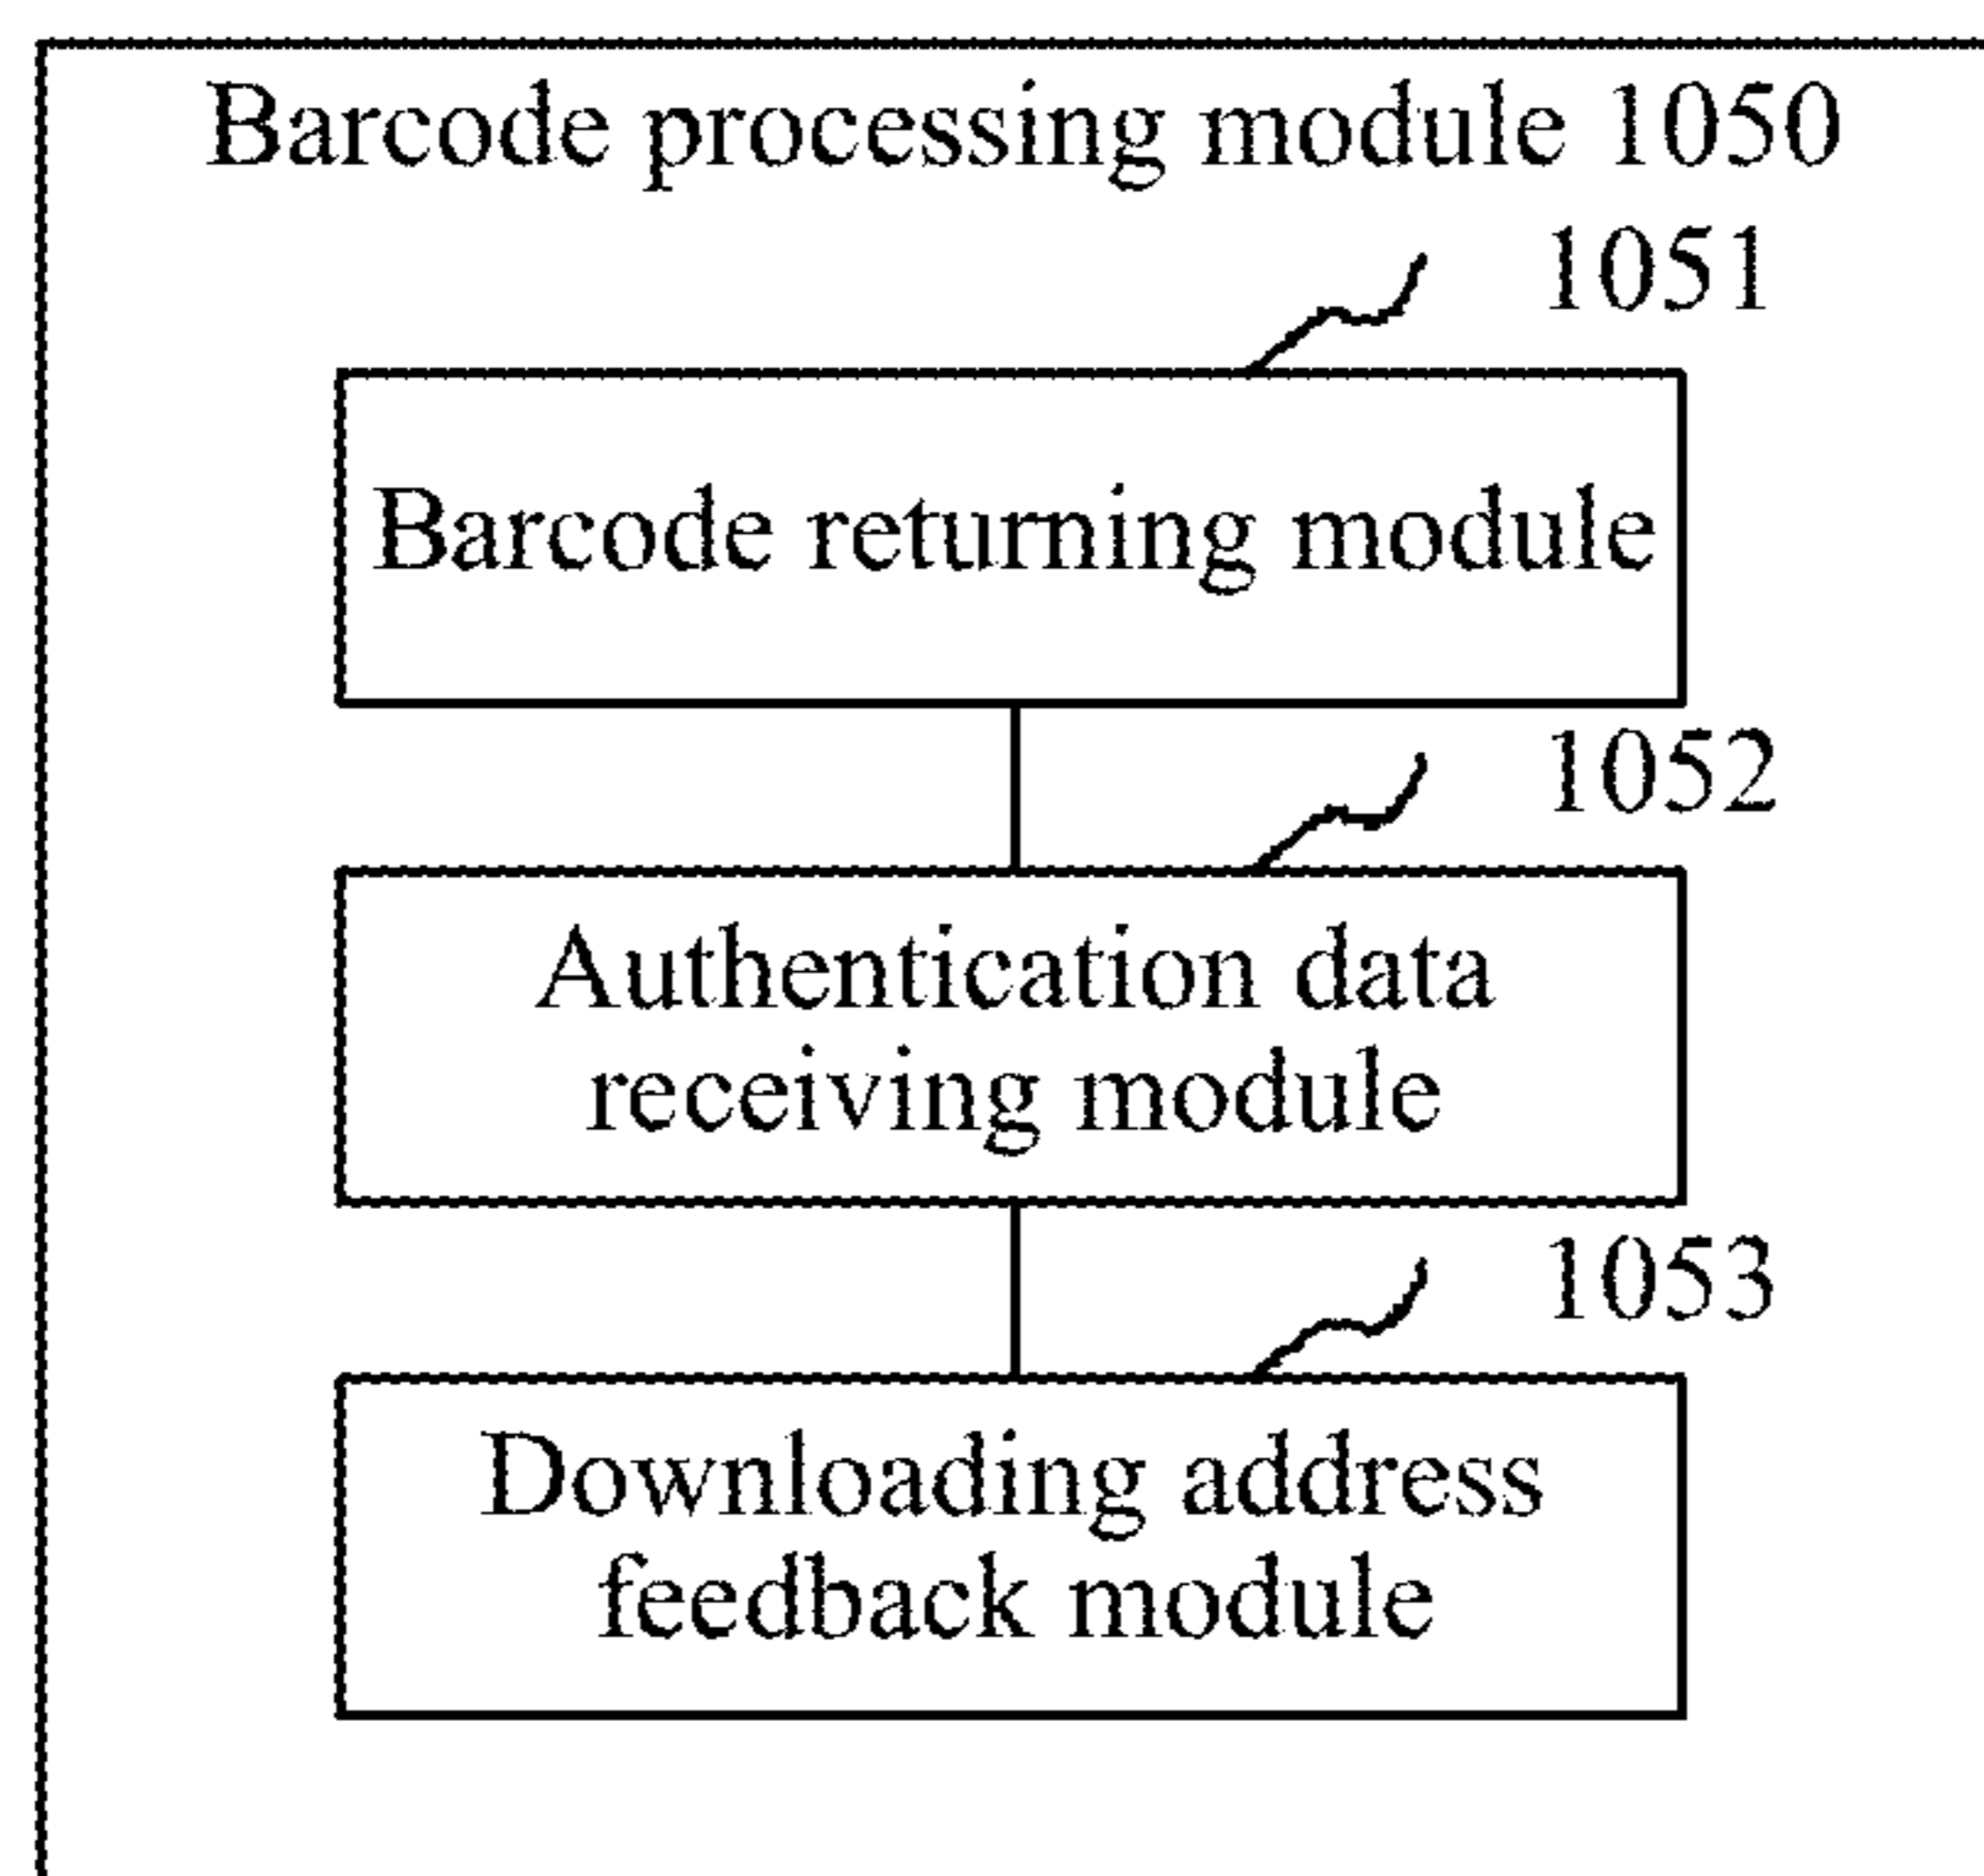 Barcode processing module 1050
1051
Barcode returning module
1052
Authentication data
receiving module
1053
Downloading address
feedback module